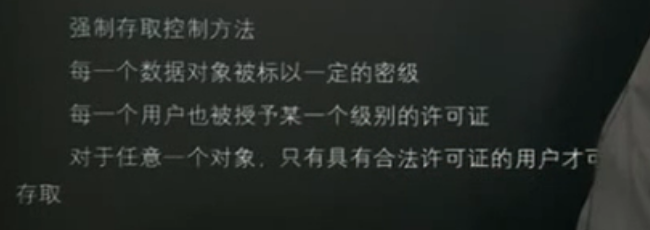 强制存取控制方法
每一个数据对象被标以一定的密级
每一个用户也被授予某一个级别的许可证
对于任意一个对象，只有具有合法许可证的用户才可
存取